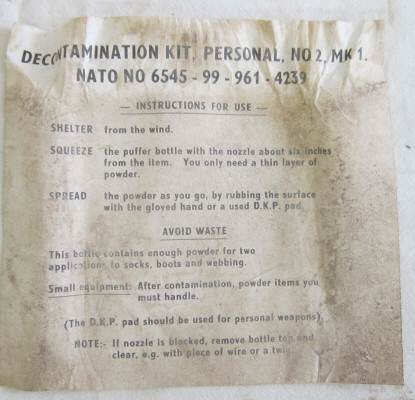 DECONTAMINATION KIT, PERSONAL, NO 2, MK 1.
NATO NO 6545 - 99 - 961 - 4239
— INSTRUCTIONS FOR USE —
SHELTER from the wind.
SQUEEZE the puffer bottle with the nozzle about six inches
from the item. You only need a thin layer of
powder.
SPREAD the powder as you go, by rubbing the surface
with the gloved hand or a used D.K.P. pad.
AVOID WASTE
This bottle contains enough powder for two
applications to socks, boots and webbing.
Small equipment: After contamination, powder items you
must handle.
(The D.K.P. pad should be used for personal weapons).
NOTE:- If nozzle is blocked, remove bottle top and
clear, e.g. with piece of wire or a twig.